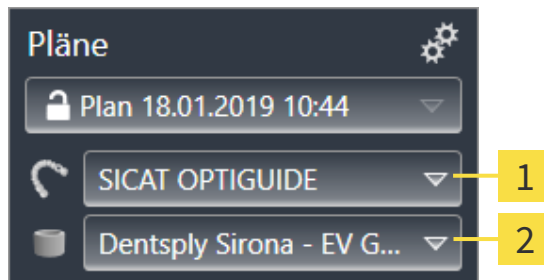 Pläne
Plan 18.01.2019 10:44
SICAT OPTIGUIDE
1
Dentsply Sirona - EV G...
2